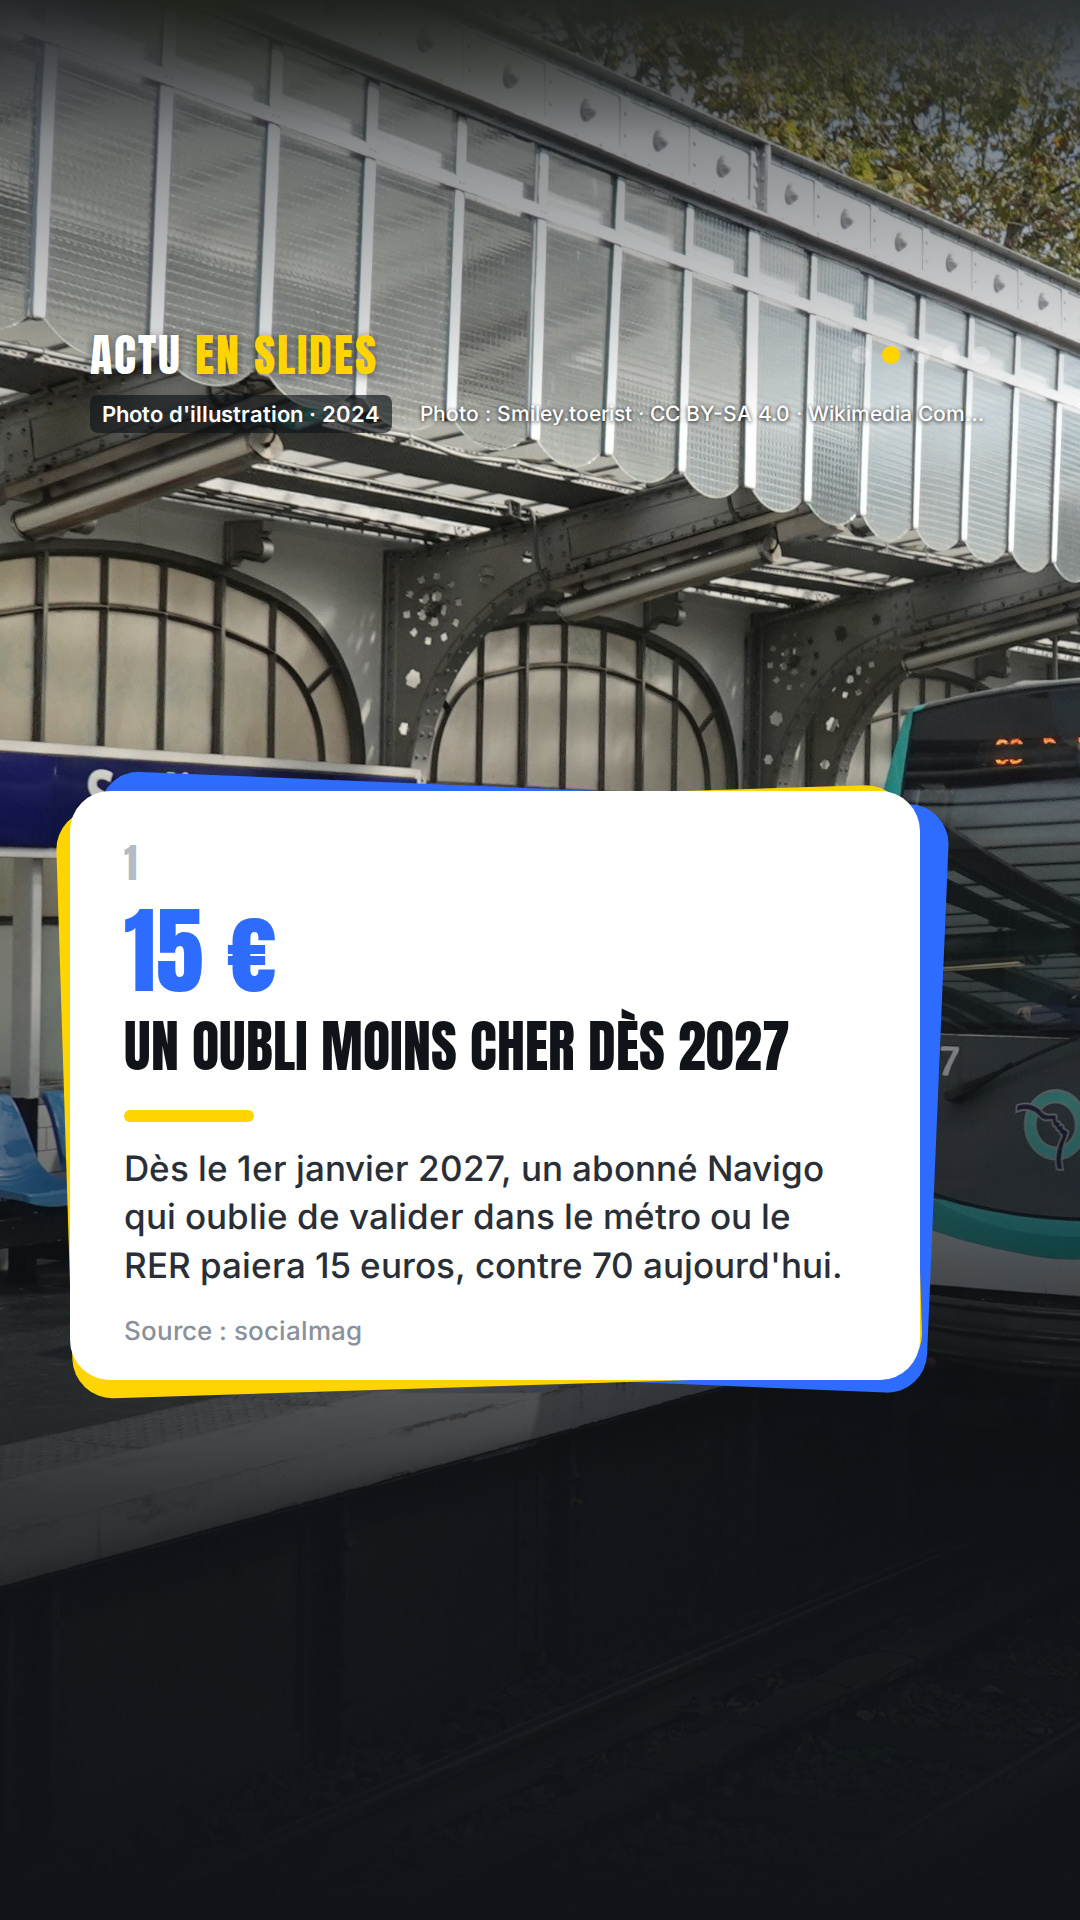 ACTU EN SLIDES
Photo d'illustration · 2024
Photo : Smiley.toerist · CC BY-SA 4.0 · Wikimedia Com...
1
15 €
UN OUBLI MOINS CHER DÈS 2027
Dès le 1er janvier 2027, un abonné Navigo
qui oublie de valider dans le métro ou le
RER paiera 15 euros, contre 70 aujourd'hui.
Source : socialmag
7